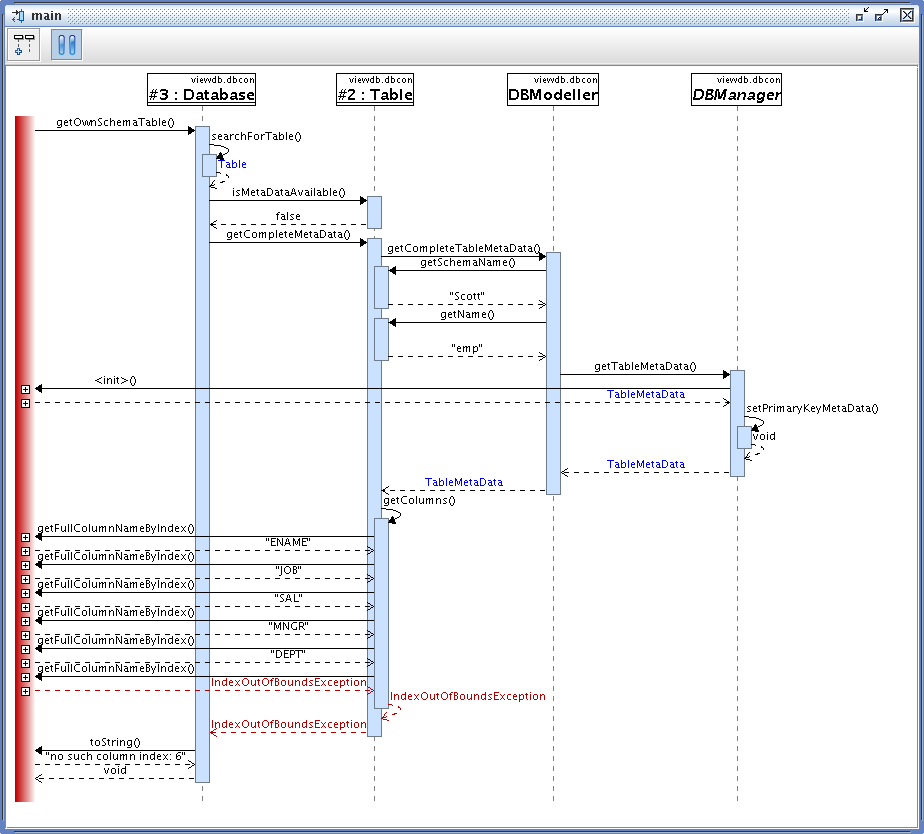 main
viewdb.dbcon
#3 : Database
viewdb.dbcon
#2 : Table
viewdb.dbcon
DBModeller
viewdb.dbcon
DBManager
getOwnSchemaTable()
searchForTable()
Table
isMetaDataAvailable()
false
getCompleteMetaData()
getCompleteTableMetaData()
getSchemaName()
"Scott"
getName()
"emp"
getTableMetaData()
<init>()
TableMetaData
setPrimaryKeyMetaData()
void
TableMetaData
TableMetaData
getColumns()
getFullColumnNameByIndex()
"ENAME"
getFullColumnNameByIndex()
"JOB"
getFullColumnNameByIndex()
"SAL"
getFullColumnNameByIndex()
"MNGR"
getFullColumnNameByIndex()
"DEPT"
getFullColumnNameByIndex()
IndexOutOfBoundsException
IndexOutOfBoundsException
IndexOutOfBoundsException
toString()
"no such column index: 6"
void